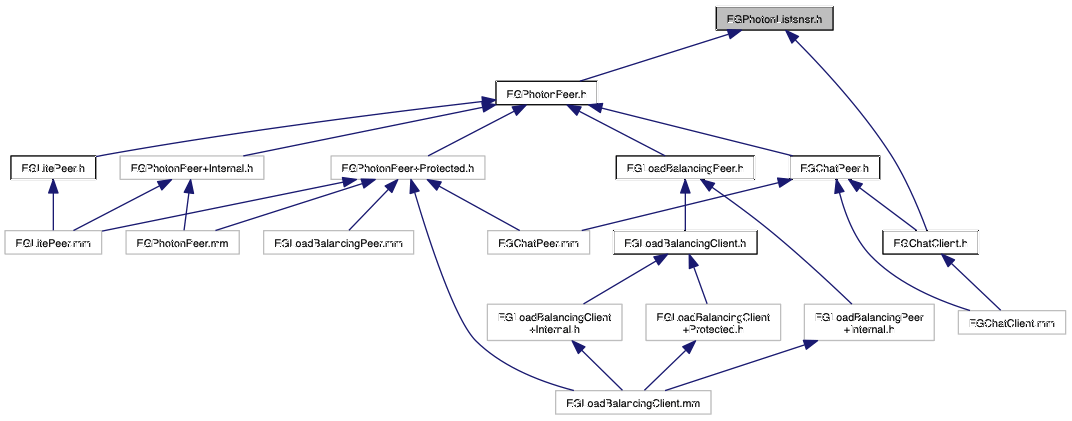 EGPhotonListener.h
EGPhotonPeer.h
EGLitePeer.h
EGPhotonPeer+Internal.h
EGPhotonPeer+Protected.h
EGLoadBalancingPeer.h
EGChatPeer.h
EGLitePeer.mm
EGPhotonPeer.mm
EGLoadBalancingPeer.mm
EGChatPeer.mm
EGLoadBalancingClient.h
EGChatClient.h
EGLoadBalancingClient
+Internal.h
EGLoadBalancingClient
+Protected.h
EGLoadBalancingPeer
+Internal.h
EGChatClient.mm
EGLoadBalancingClient.mm